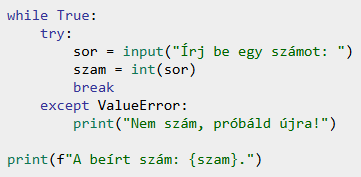 while True:
    try:
        sor = input("Írj be egy számot: ")
        szam = int(sor)
        break
    except ValueError:
        print("Nem szám, próbáld újra!")

print(f"A beírt szám: {szam}.")